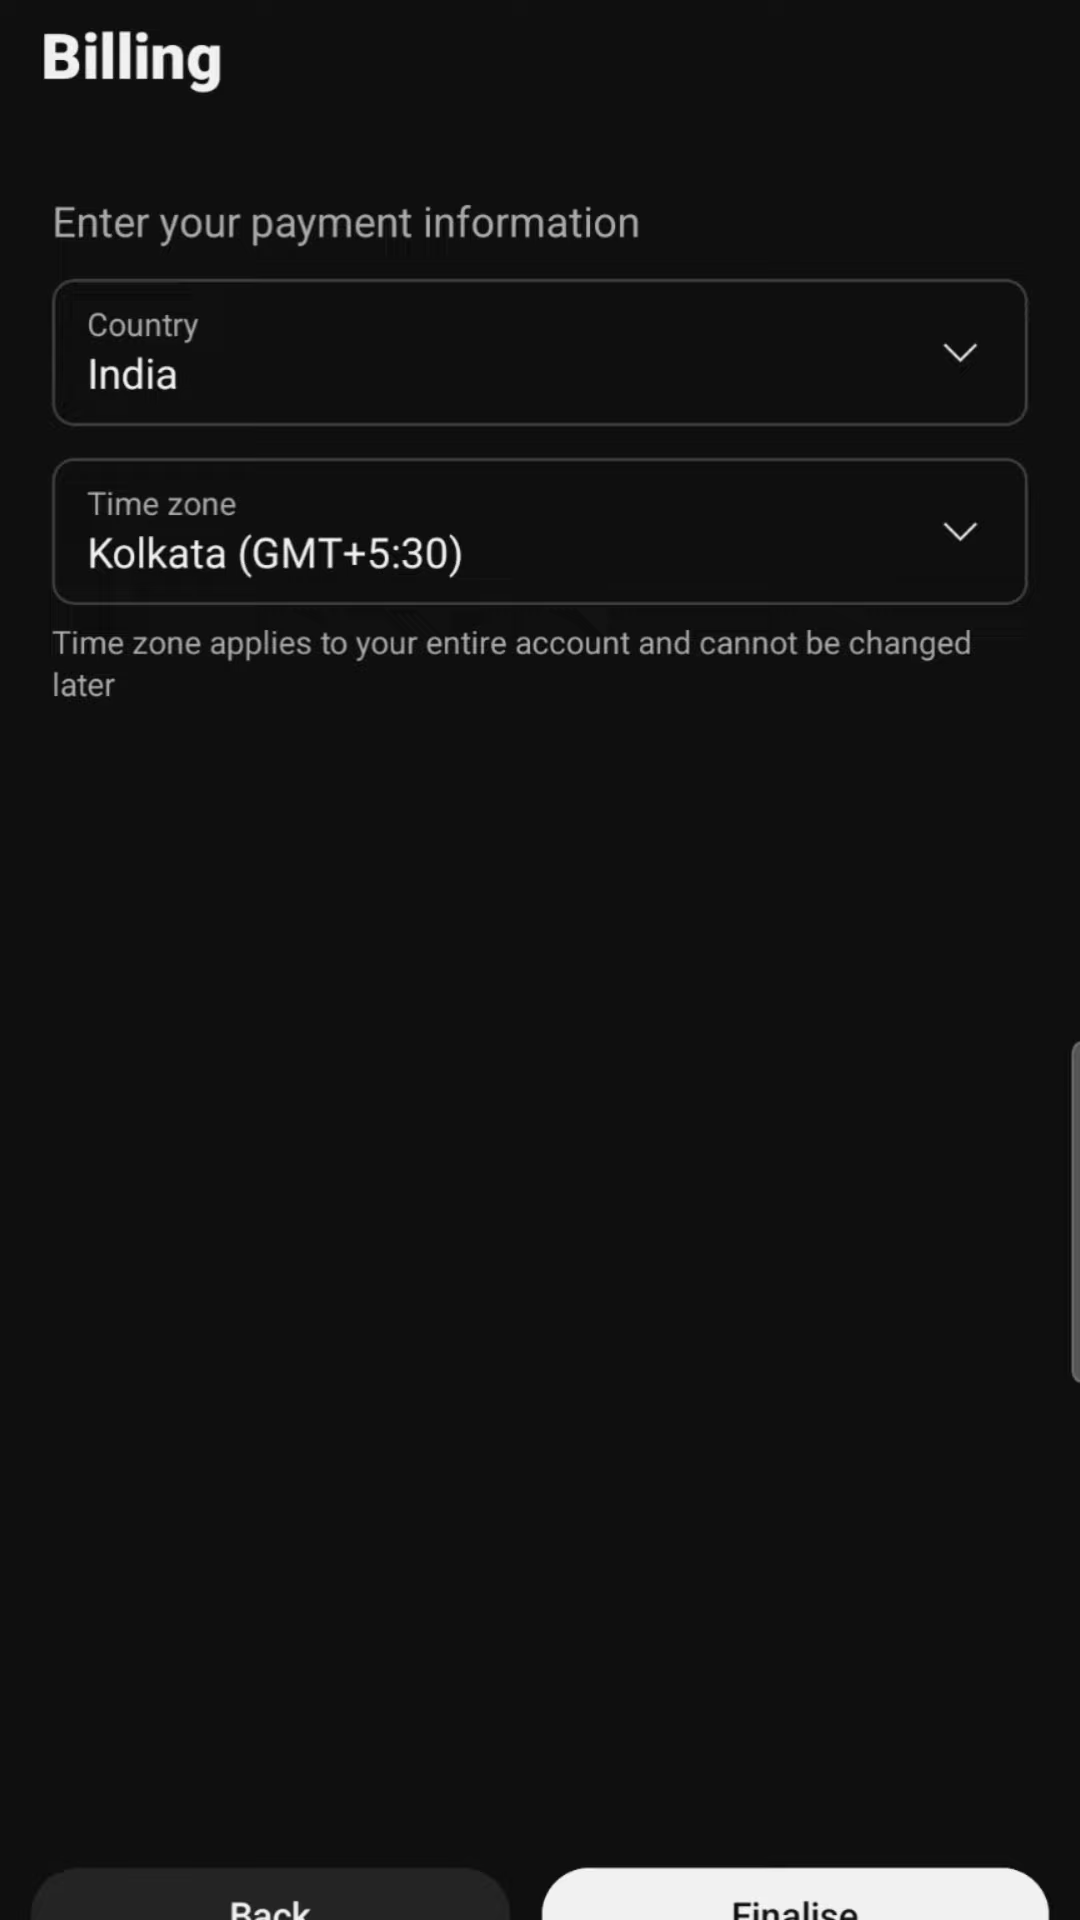 Billing
Enter your payment information
Country
India
Time zone
Kolkata (GMT+5:30)
Time zone applies to your entire account and cannot be changed
later
Back
Finalise